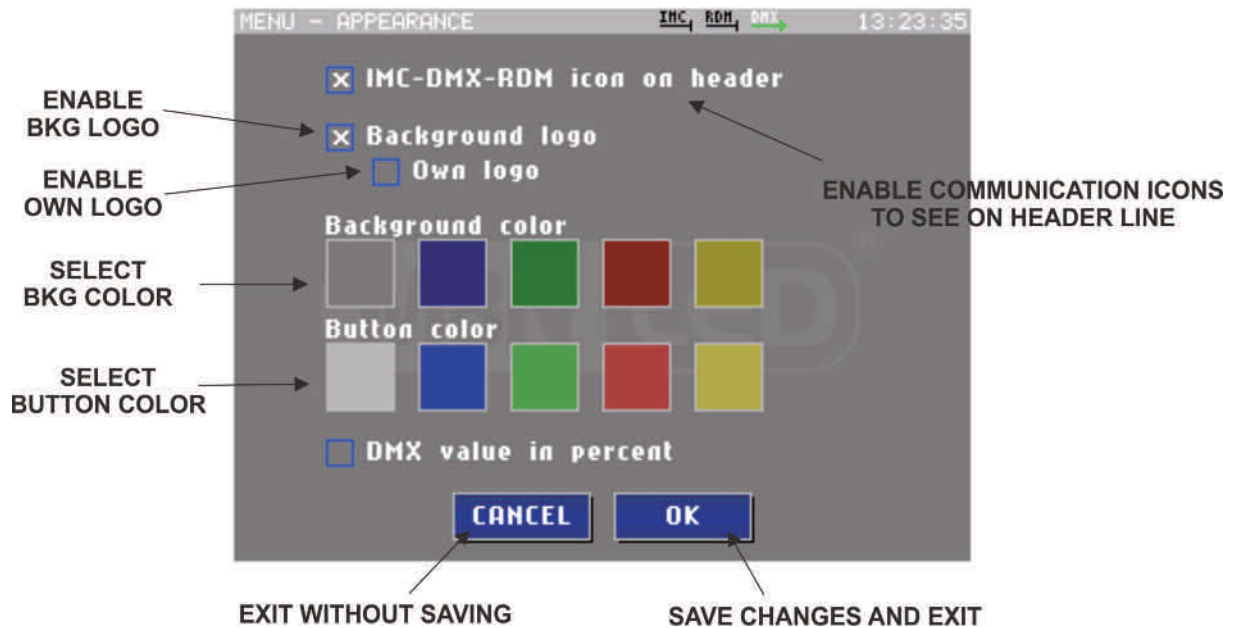 MENU - APPEARANCE IMC RDM DMX 13:23:35
IMC-DMX-RDM icon on header
ENABLE
BKG LOGO
Background logo
ENABLE
OWN LOGO
Own logo
ENABLE COMMUNICATION ICONS
TO SEE ON HEADER LINE
Background color
SELECT
BKG COLOR
Button color
SELECT
BUTTON COLOR
DMX value in percent
CANCEL OK
EXIT WITHOUT SAVING
SAVE CHANGES AND EXIT